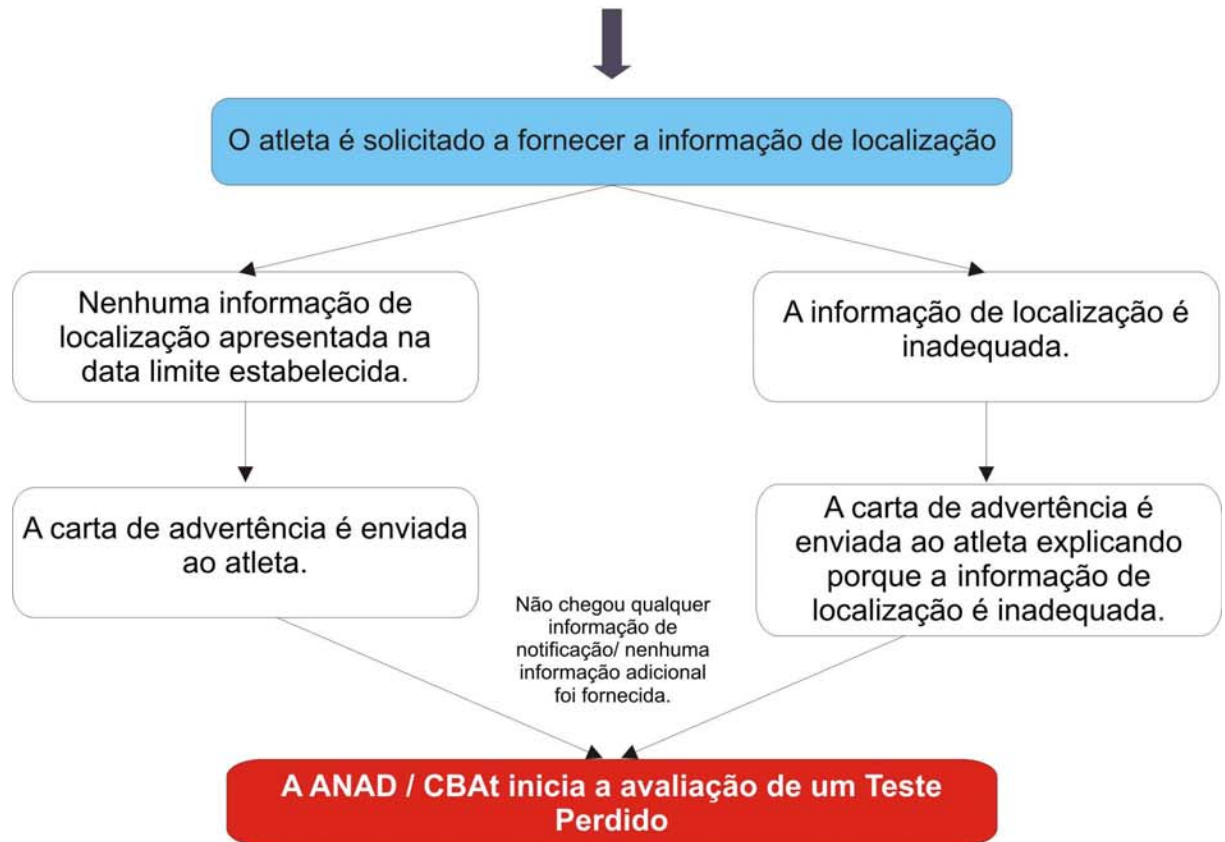 O atleta é solicitado a fornecer a informação de localização
Nenhuma informação de
localização apresentada na
data limite estabelecida.
A informação de localização é
inadequada.
A carta de advertência é enviada
ao atleta.
A carta de advertência é
enviada ao atleta explicando
porque a informação de
localização é inadequada.
Não chegou qualquer
informação de
notificação/ nenhuma
informação adicional
foi fornecida.
A ANAD / CBAt inicia a avaliação de um Teste
Perdido